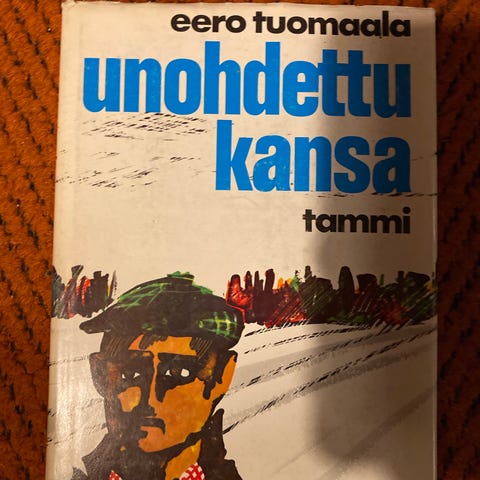 eero tuomaala
unohdettu
kansa
tammi